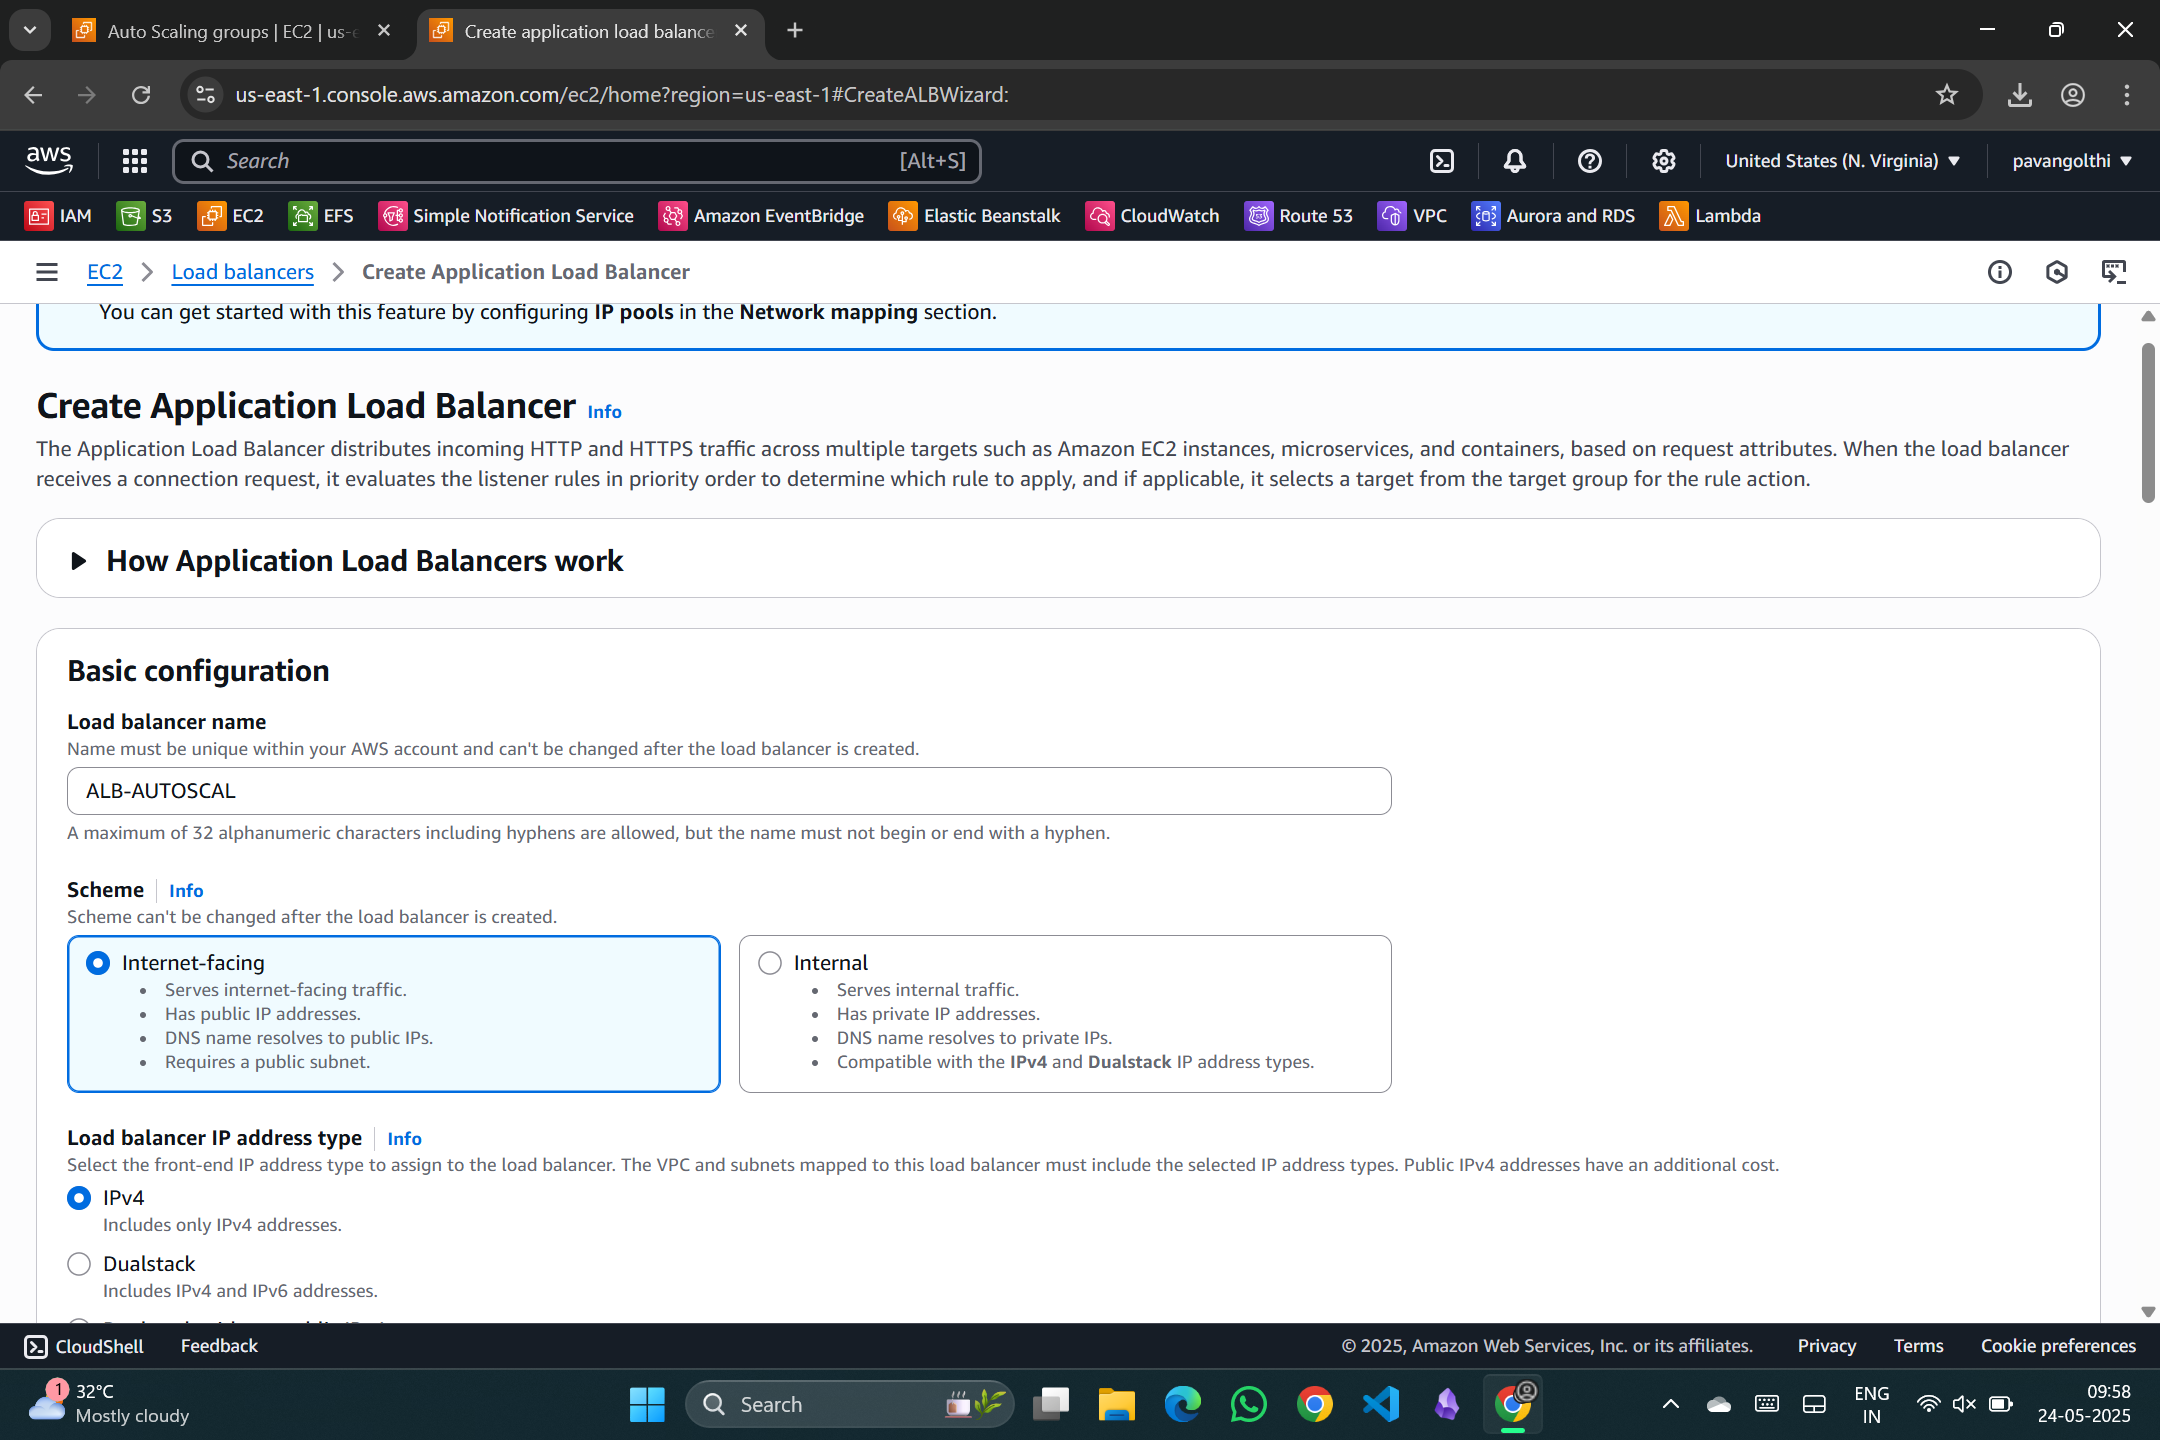 Auto Scaling groups | EC2 | us-e
Create application load balance
us-east-1.console.aws.amazon.com/ec2/home?region=us-east-1#CreateALBWizard:
aws
Search
[Alt+S]
United States (N. Virginia)
pavangolthi
IAM
S3
EC2
EFS
Simple Notification Service
Amazon EventBridge
Elastic Beanstalk
CloudWatch
Route 53
VPC
Aurora and RDS
Lambda
EC2
Load balancers
Create Application Load Balancer
You can get started with this feature by configuring IP pools in the Network mapping section.
Create Application Load Balancer Info
The Application Load Balancer distributes incoming HTTP and HTTPS traffic across multiple targets such as Amazon EC2 instances, microservices, and containers, based on request attributes. When the load balancer
receives a connection request, it evaluates the listener rules in priority order to determine which rule to apply, and if applicable, it selects a target from the target group for the rule action.
How Application Load Balancers work
Basic configuration
Load balancer name
Name must be unique within your AWS account and can't be changed after the load balancer is created.
ALB-AUTOSCAL
A maximum of 32 alphanumeric characters including hyphens are allowed, but the name must not begin or end with a hyphen.
Scheme Info
Scheme can't be changed after the load balancer is created.
Internet-facing
• Serves internet-facing traffic.
• Has public IP addresses.
• DNS name resolves to public IPs.
• Requires a public subnet.
Internal
• Serves internal traffic.
• Has private IP addresses.
• DNS name resolves to private IPs.
• Compatible with the IPv4 and Dualstack IP address types.
Load balancer IP address type Info
Select the front-end IP address type to assign to the load balancer. The VPC and subnets mapped to this load balancer must include the selected IP address types. Public IPv4 addresses have an additional cost.
IPv4
Includes only IPv4 addresses.
Dualstack
Includes IPv4 and IPv6 addresses.
CloudShell
Feedback
© 2025, Amazon Web Services, Inc. or its affiliates.
Privacy
Terms
Cookie preferences
1
32°C
Mostly cloudy
Search
ENG
IN
09:58
24-05-2025